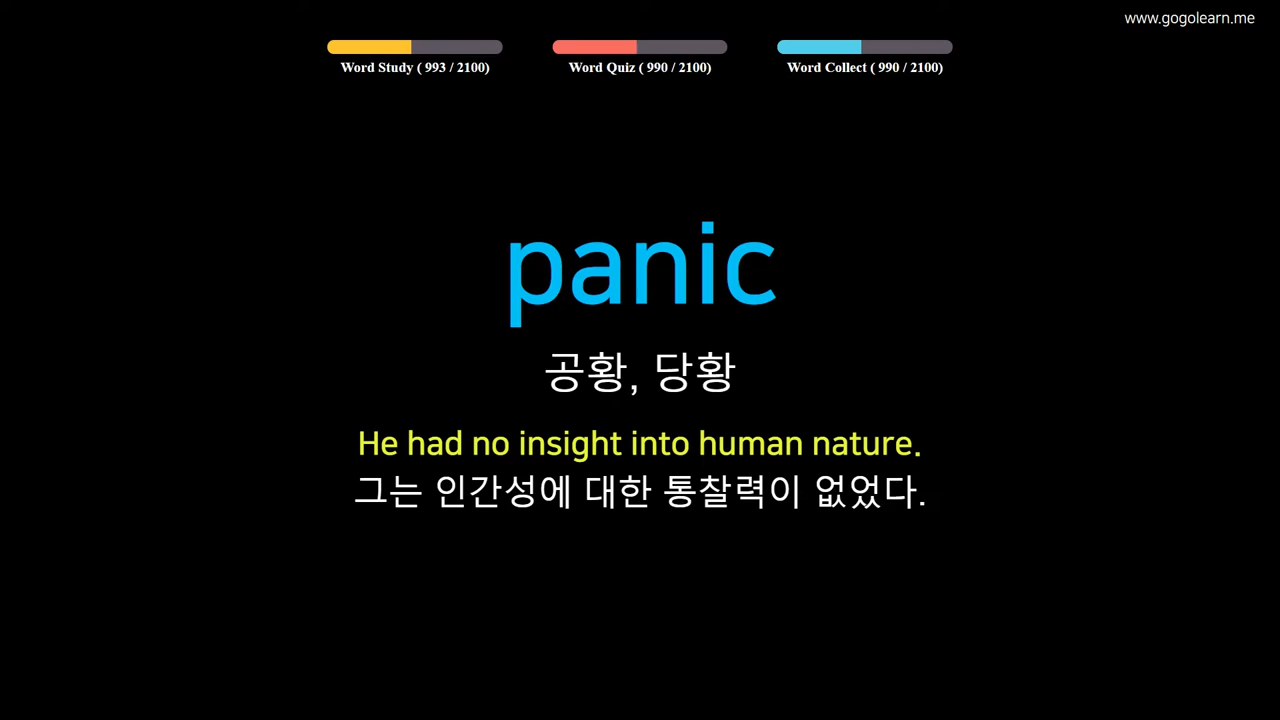 www.gogolearn.me
Word Study ( 993 / 2100)
Word Quiz ( 990 / 2100)
Word Collect ( 990 / 2100)
panic
공황, 당황
He had no insight into human nature.
그는 인간성에 대한 통찰력이 없었다.